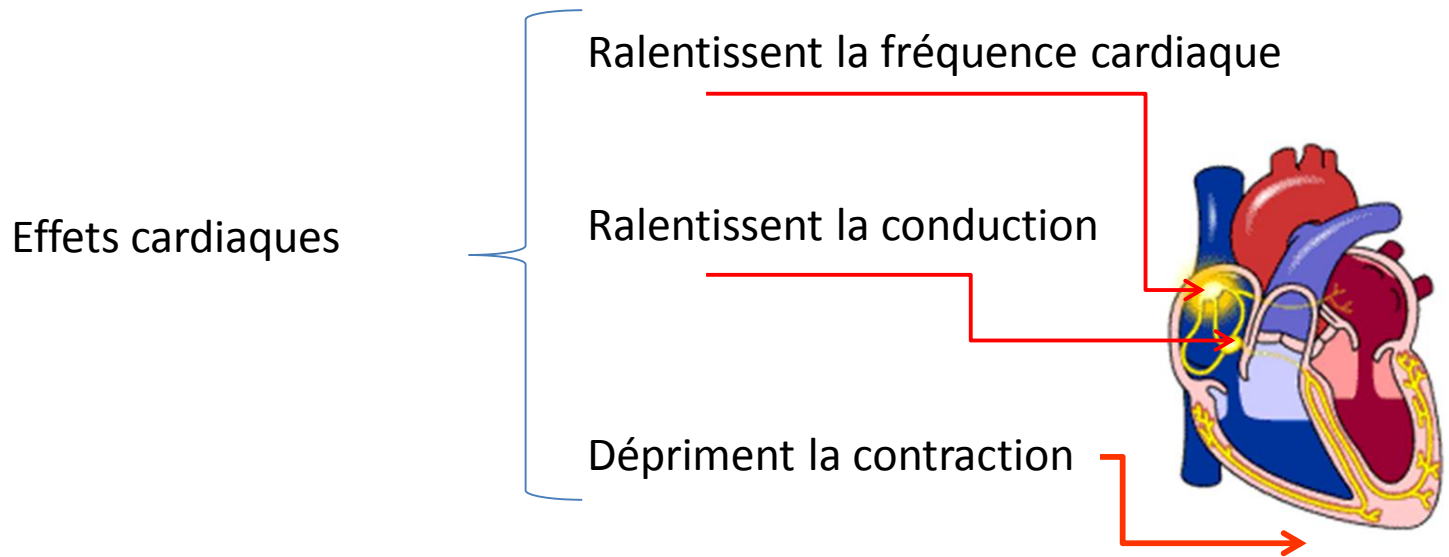 Effets cardiaques
Ralentissent la fréquence cardiaque
Ralentissent la conduction
Dépriment la contraction